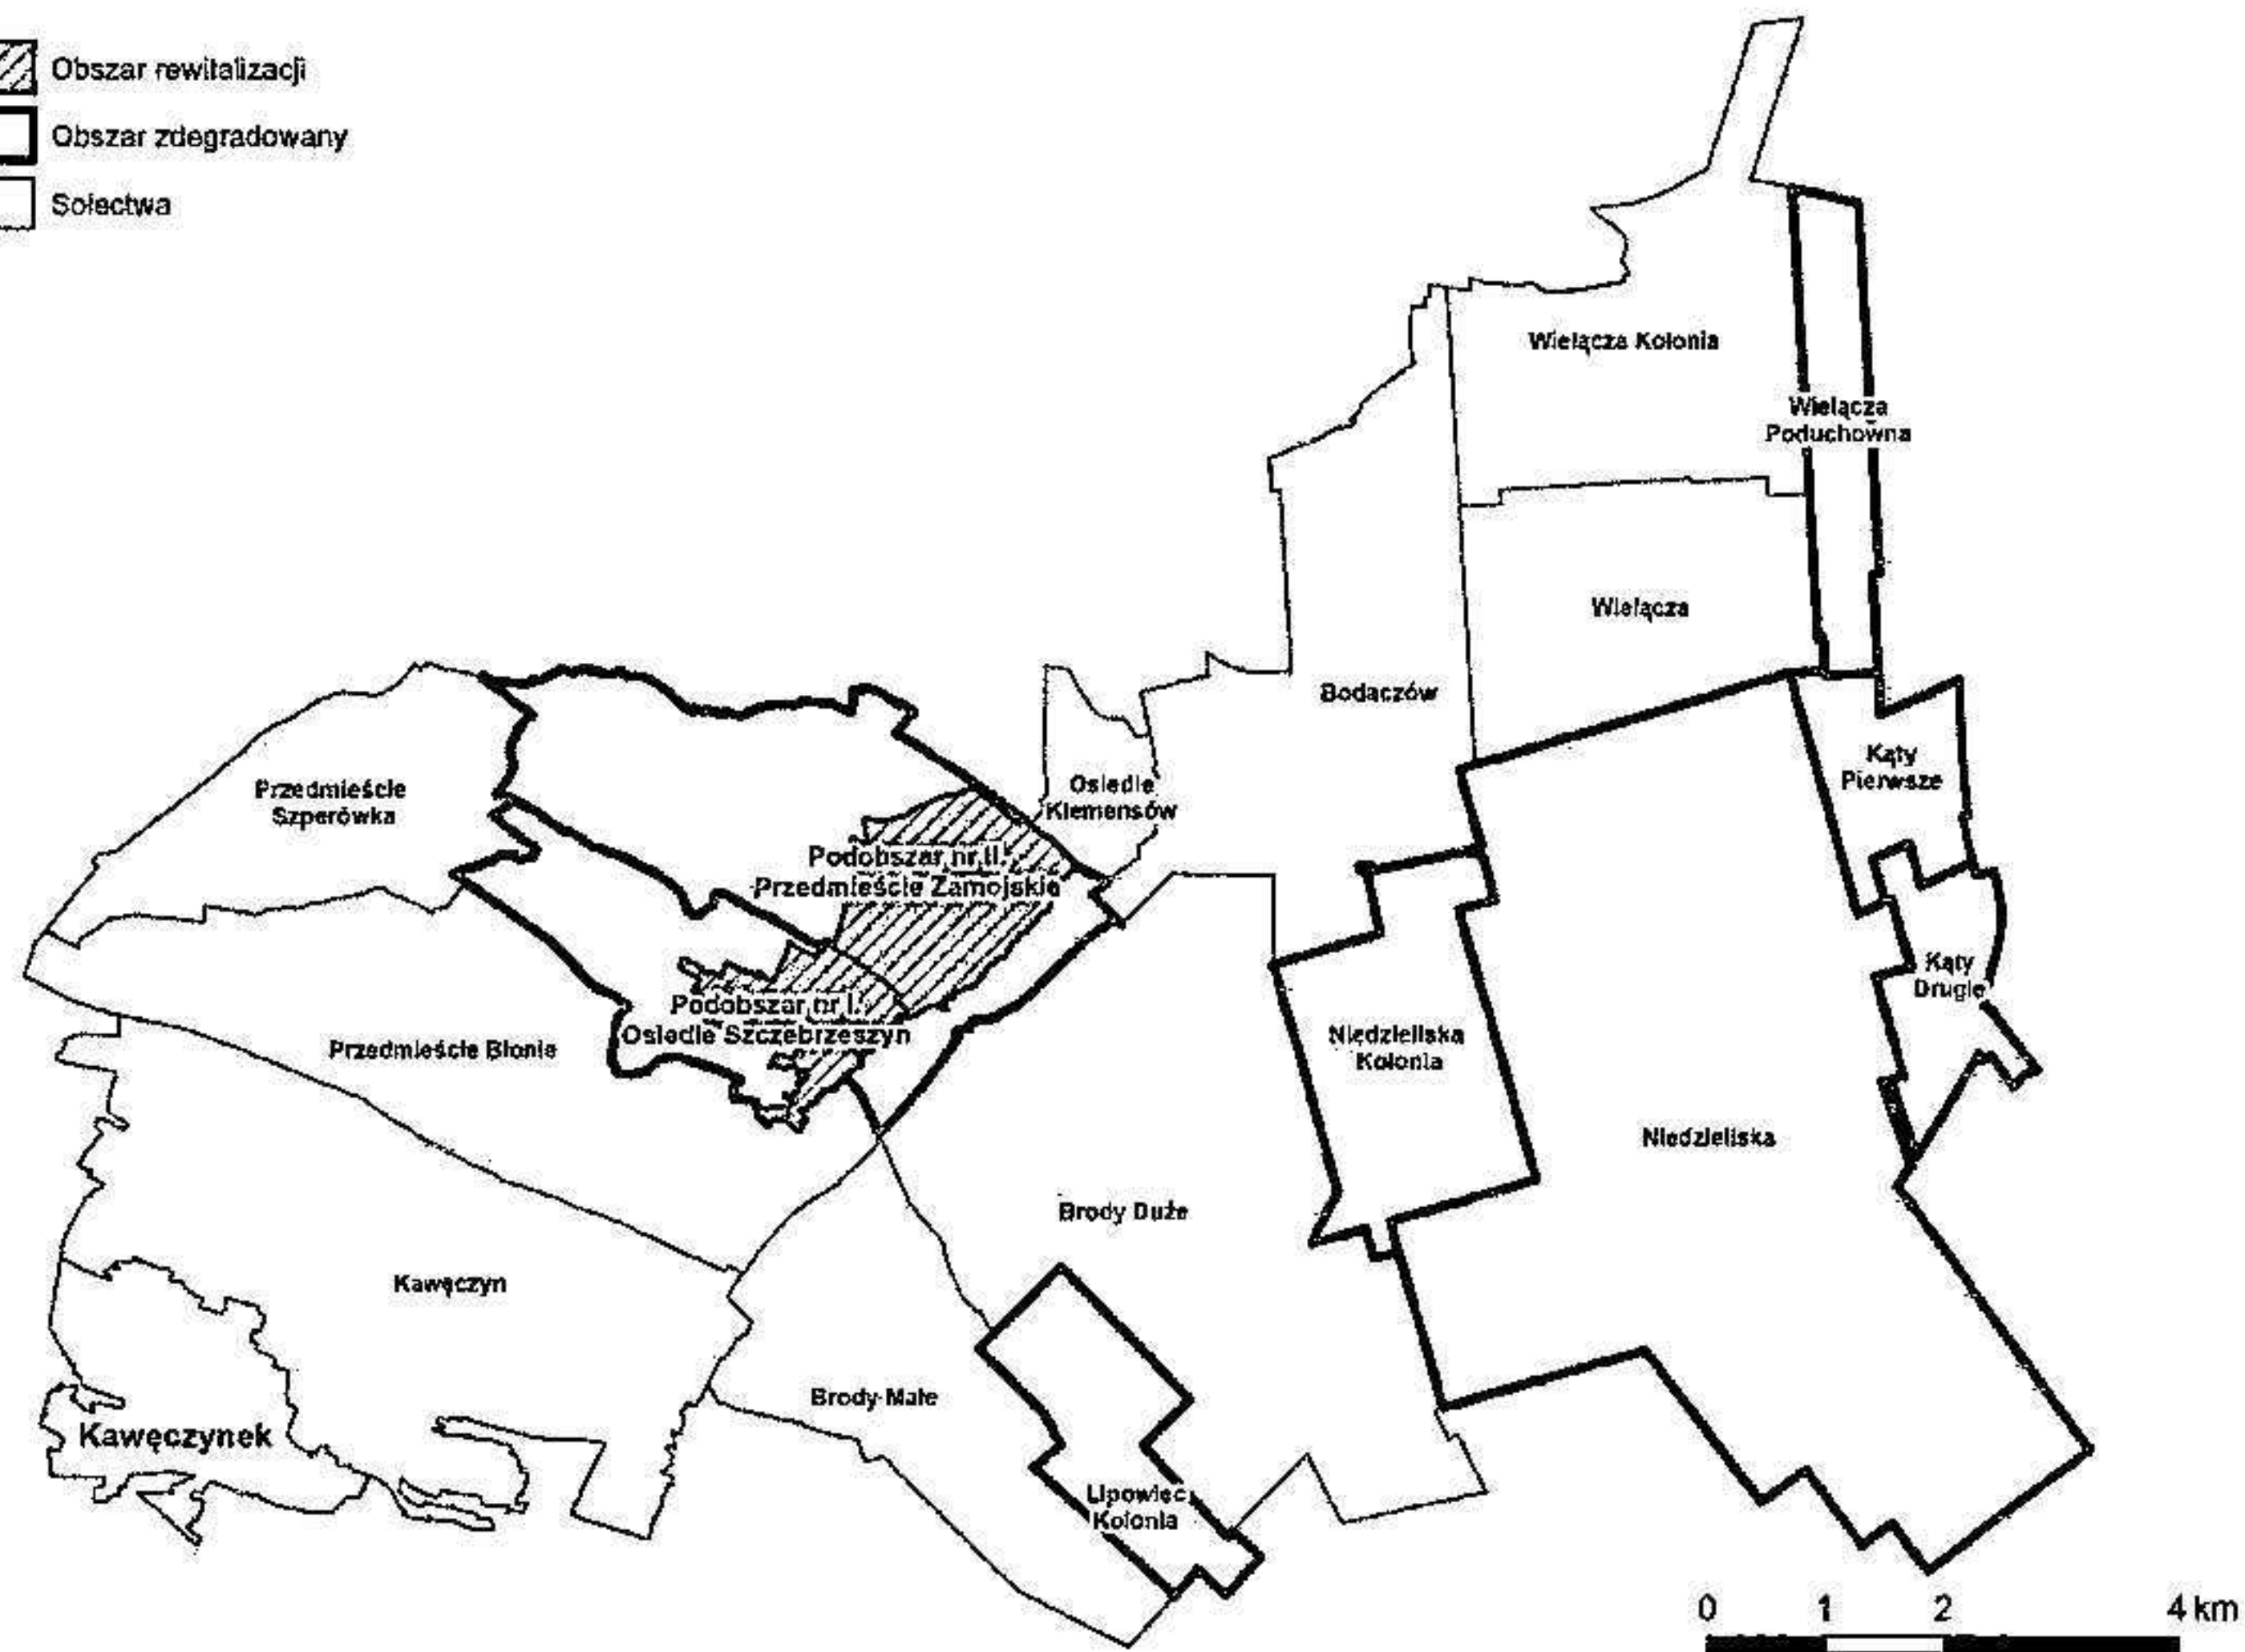 Obszar rewitalizacji
Obszar zdegradowany
Sołectwa
Wielącza Kolonia
Wielącza
Poduchowna
Wielącza
Bodaczów
Kąty
Pierwsze
Osiedle
Klemensów
Przedmieście
Szperówka
Podobszar nr II.
Przedmieście Zamojskie
Kąty
Drugie
Podobszar nr I.
Osiedle Szczebrzeszyn
Niedzieliska
Kolonia
Przedmieście Błonie
Niedzieliska
Brody Duże
Kawęczyn
Brody Małe
Kawęczynek
Lipowiec
Kolonia
0 1 2 4 km